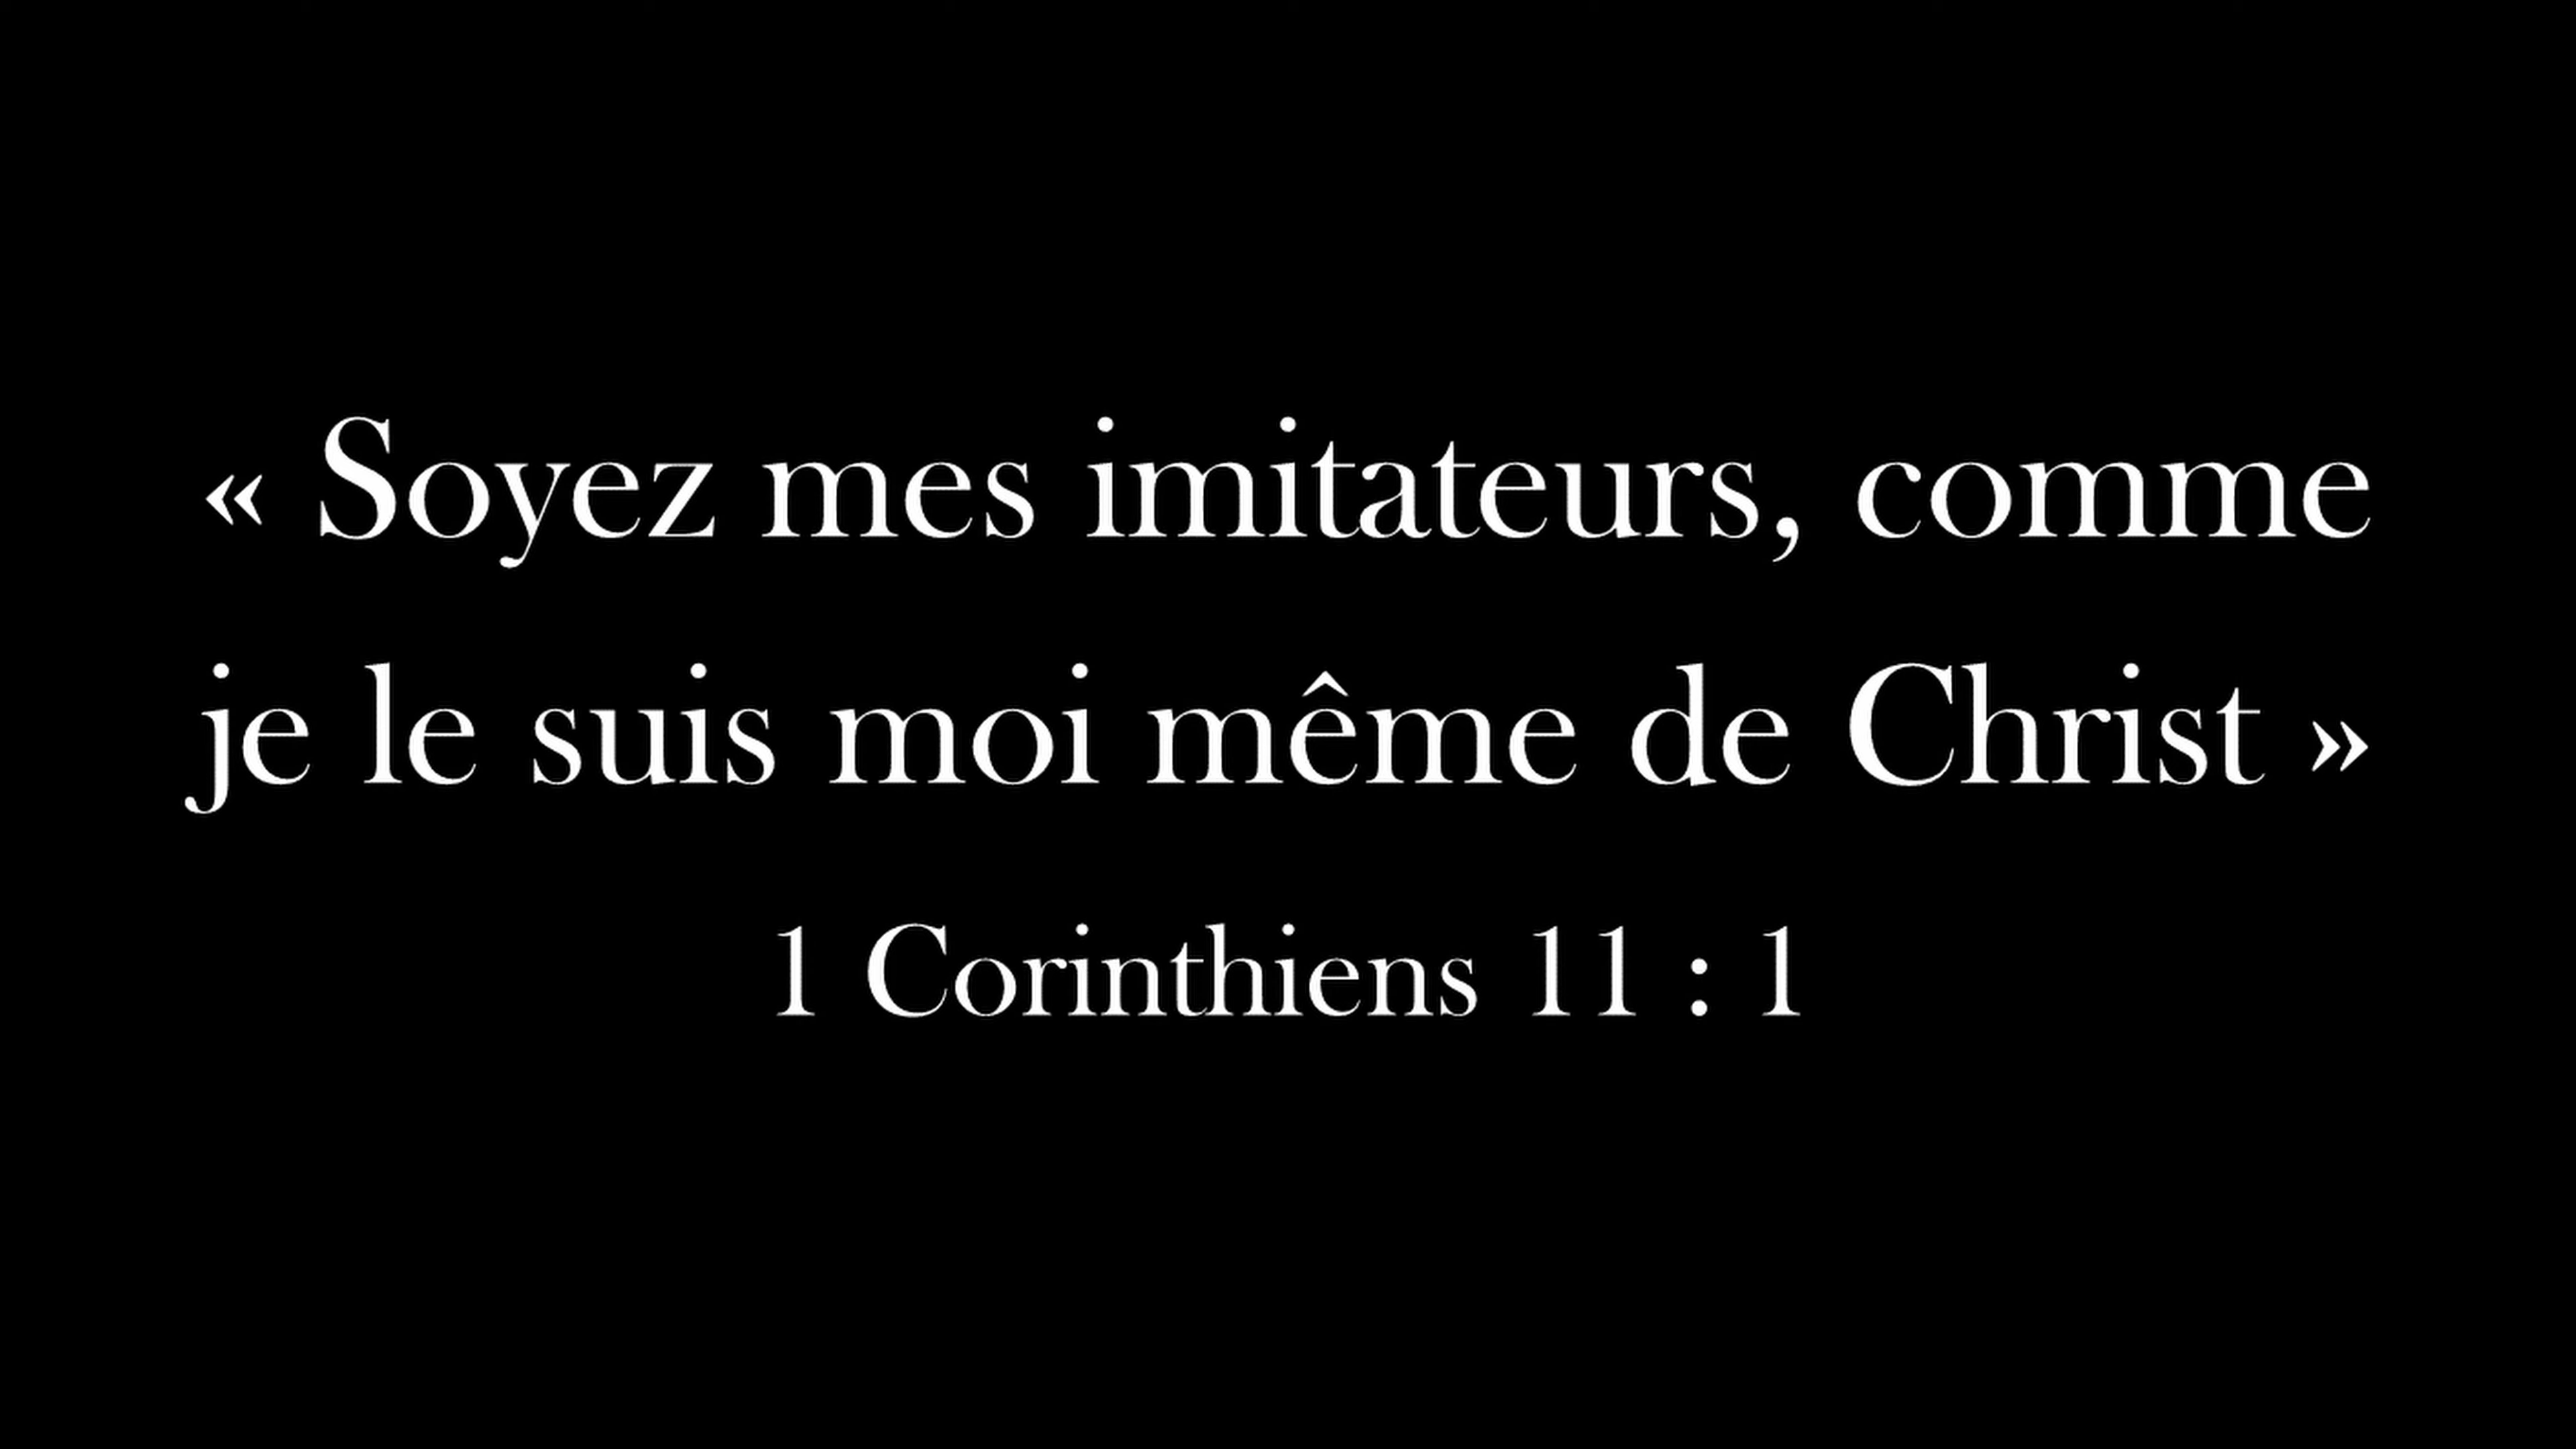 « Soyez mes imitateurs, comme
je le suis moi même de Christ »
1 Corinthiens 11 : 1